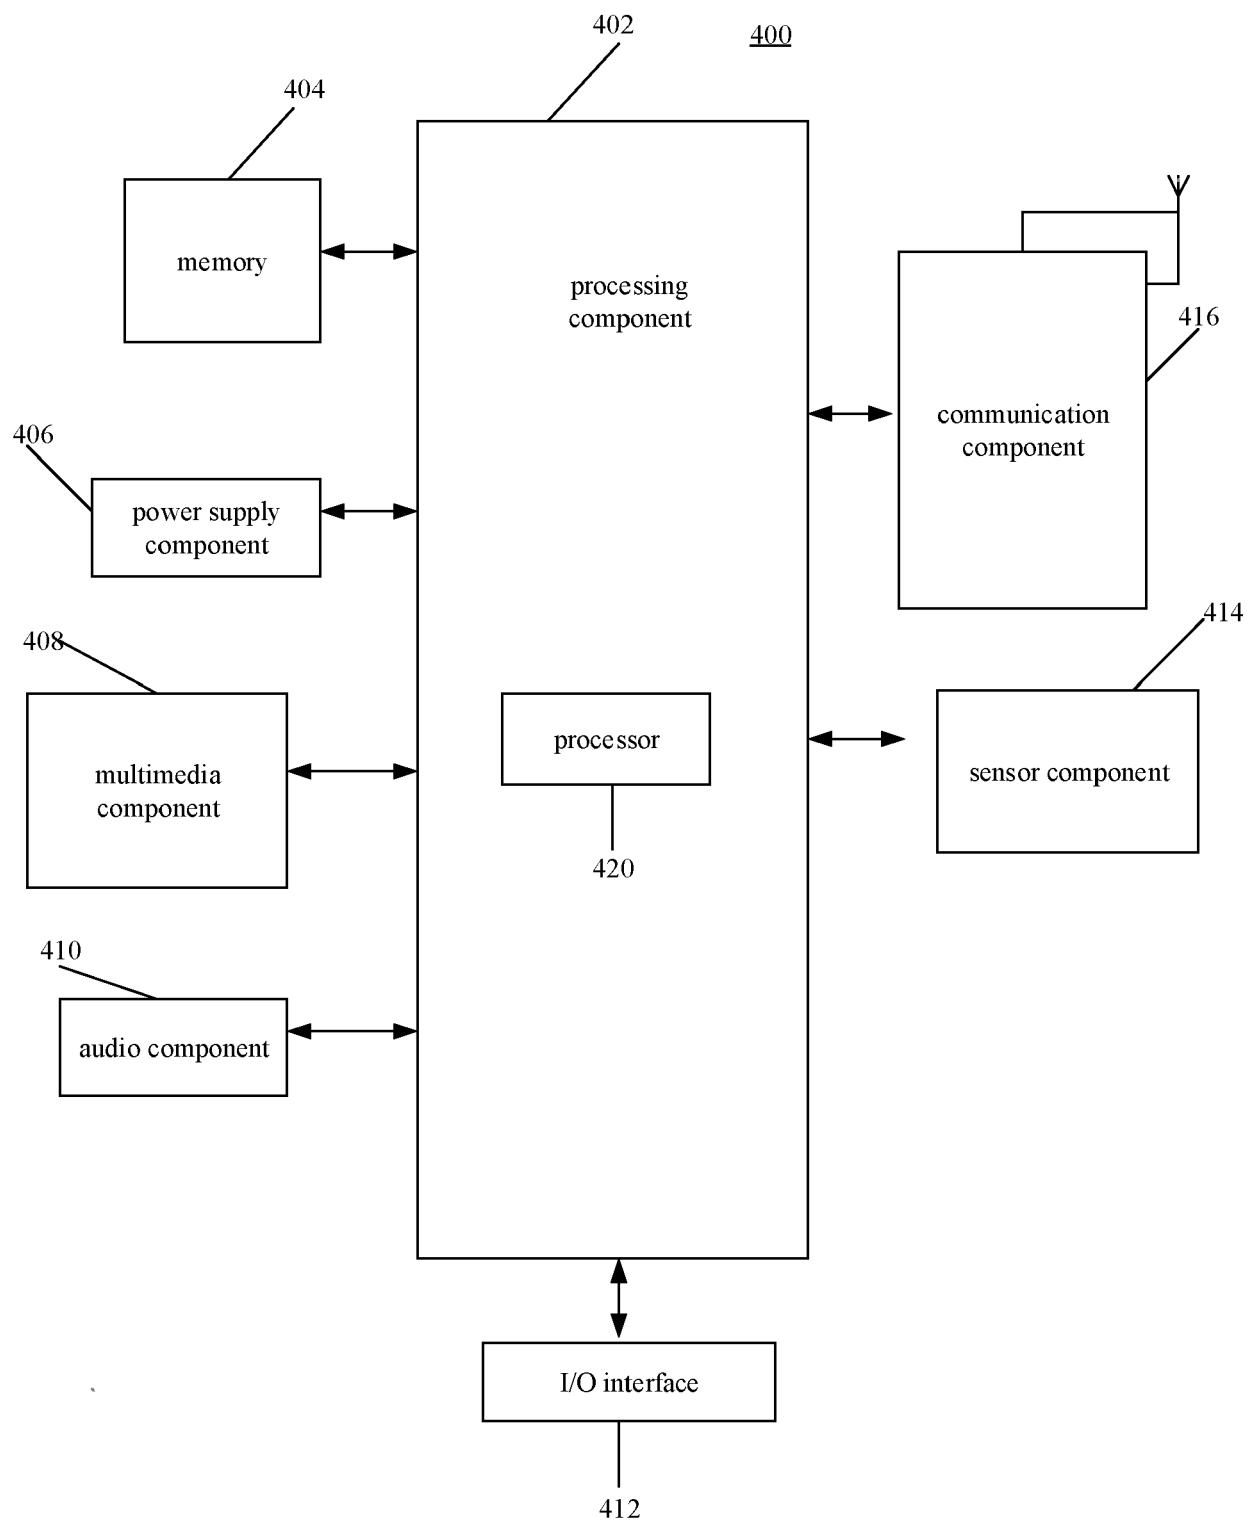 402
400
404
memory
processing
component
416
communication
component
406
power supply
component
414
408
multimedia
component
processor
sensor component
420
410
audio component
I/O interface
412